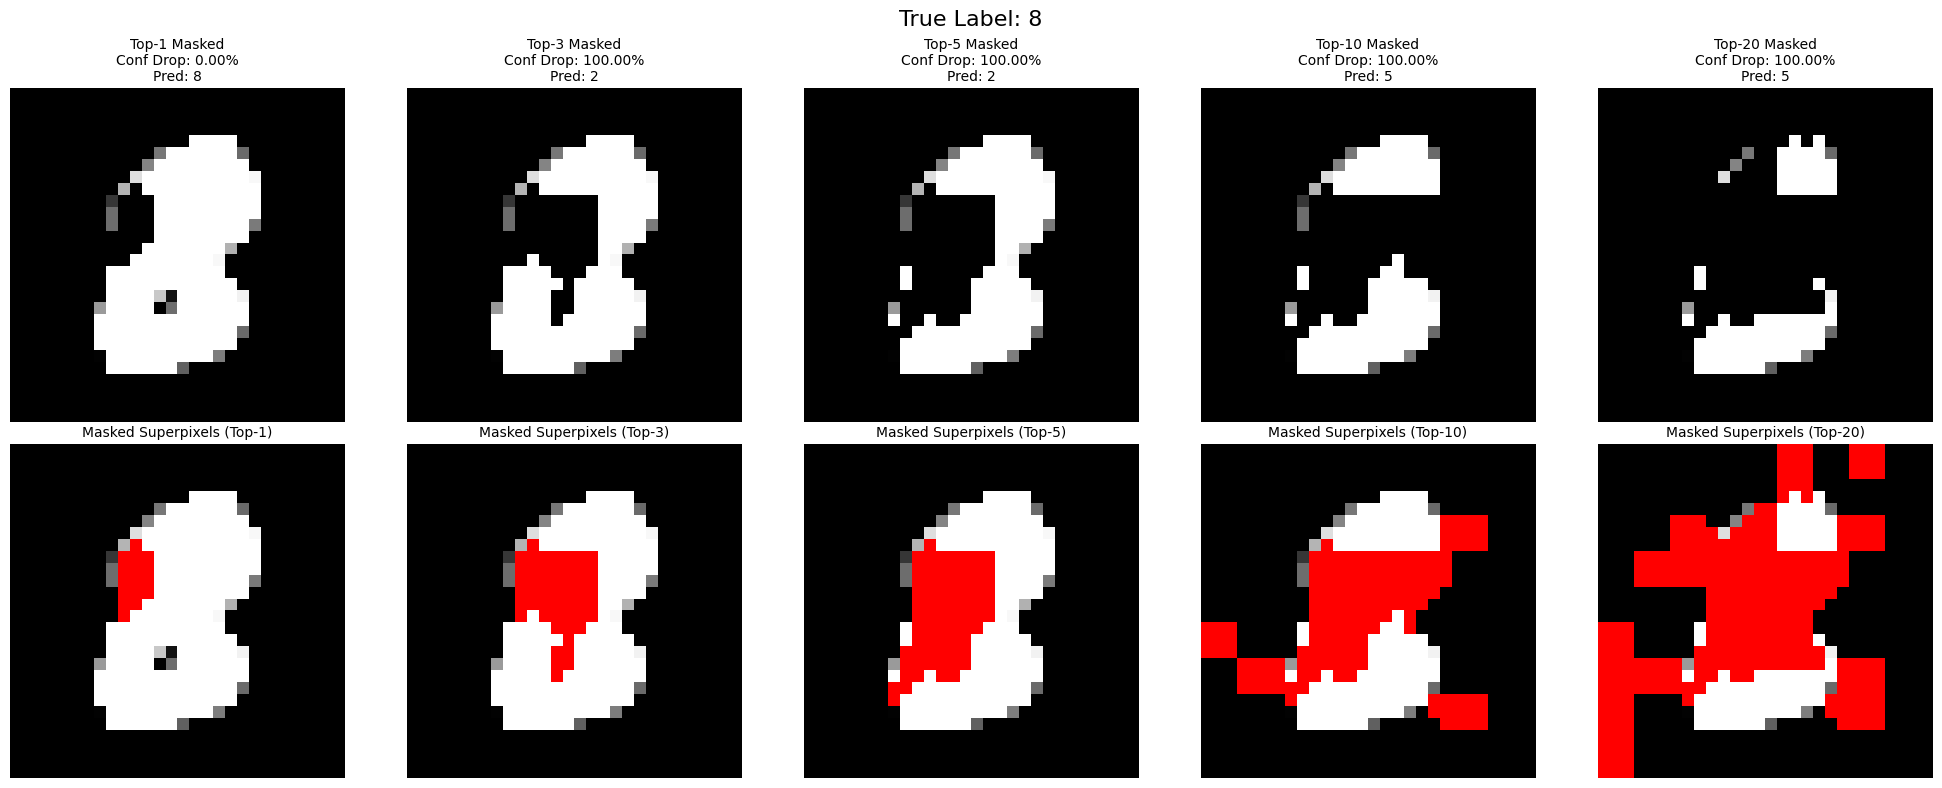 True Label: 8
Top-1 Masked
Conf Drop: 0.00%
Pred: 8
Top-3 Masked
Conf Drop: 100.00%
Pred: 2
Top-5 Masked
Conf Drop: 100.00%
Pred: 2
Top-10 Masked
Conf Drop: 100.00%
Pred: 5
Top-20 Masked
Conf Drop: 100.00%
Pred: 5
Masked Superpixels (Top-1)
Masked Superpixels (Top-3)
Masked Superpixels (Top-5)
Masked Superpixels (Top-10)
Masked Superpixels (Top-20)